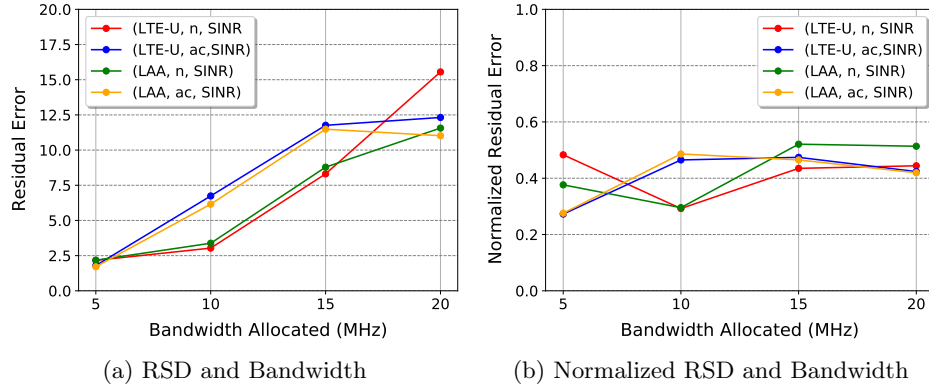 20.0
17.5
15.0
12.5
10.0
7.5
5.0
2.5
0.0
Residual Error
(LTE-U, n, SINR
(LTE-U, ac,SINR)
(LAA, n, SINR)
(LAA, ac, SINR)
5 10 15 20
Bandwidth Allocated (MHz)
(a) RSD and Bandwidth
1.0
0.8
0.6
0.4
0.2
0.0
Normalized Residual Error
(LTE-U, n, SINR
(LTE-U, ac,SINR)
(LAA, n, SINR)
(LAA, ac, SINR)
5 10 15 20
Bandwidth Allocated (MHz)
(b) Normalized RSD and Bandwidth